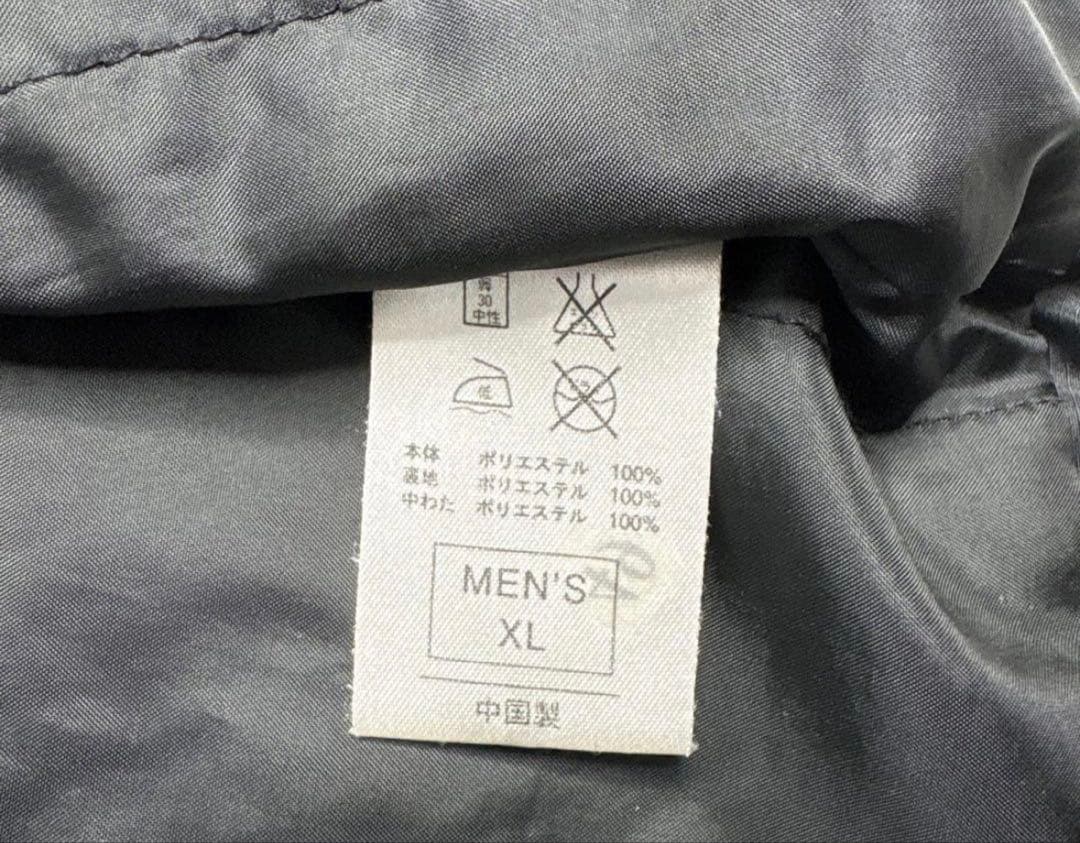 弱
30
中性
低
本体 ポリエステル 100%
裏地 ポリエステル 100%
中わた ポリエステル 100%
MEN'S
XL
中国製